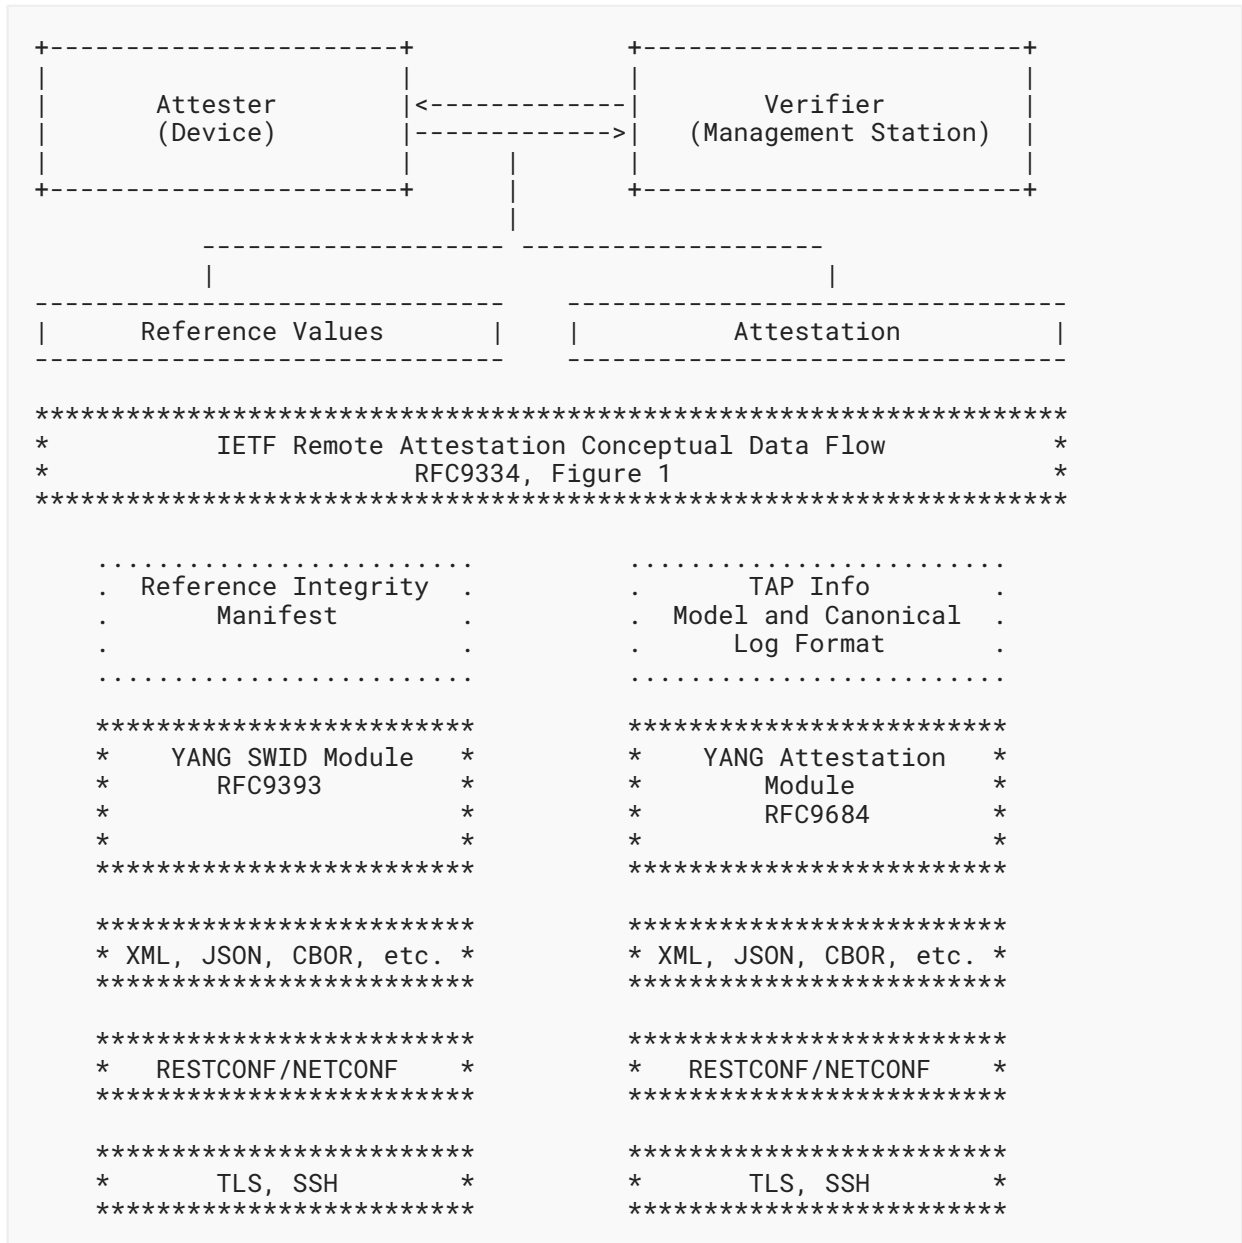 +-----------------------+              +-------------------------+
|                       |              |                         |
|       Attester        |<-------------|        Verifier         |
|       (Device)        |------------->|   (Management Station)  |
|                       |      |       |                         |
+-----------------------+      |       +-------------------------+
                               |
           -------------------- --------------------
           |                                        |
-------------------------------    ---------------------------------
|      Reference Values       |    |          Attestation          |
-------------------------------    ---------------------------------

********************************************************************
*           IETF Remote Attestation Conceptual Data Flow           *
*                        RFC9334, Figure 1                         *
********************************************************************

    .........................          .........................
    .  Reference Integrity  .          .       TAP Info        .
    .       Manifest        .          .  Model and Canonical  .
    .                       .          .      Log Format       .
    .........................          .........................

    *************************          *************************
    *    YANG SWID Module   *          *    YANG Attestation   *
    *       RFC9393         *          *        Module         *
    *                       *          *        RFC9684        *
    *                       *          *                       *
    *************************          *************************

    *************************          *************************
    * XML, JSON, CBOR, etc. *          * XML, JSON, CBOR, etc. *
    *************************          *************************

    *************************          *************************
    *   RESTCONF/NETCONF    *          *   RESTCONF/NETCONF    *
    *************************          *************************

    *************************          *************************
    *       TLS, SSH        *          *       TLS, SSH        *
    *************************          *************************